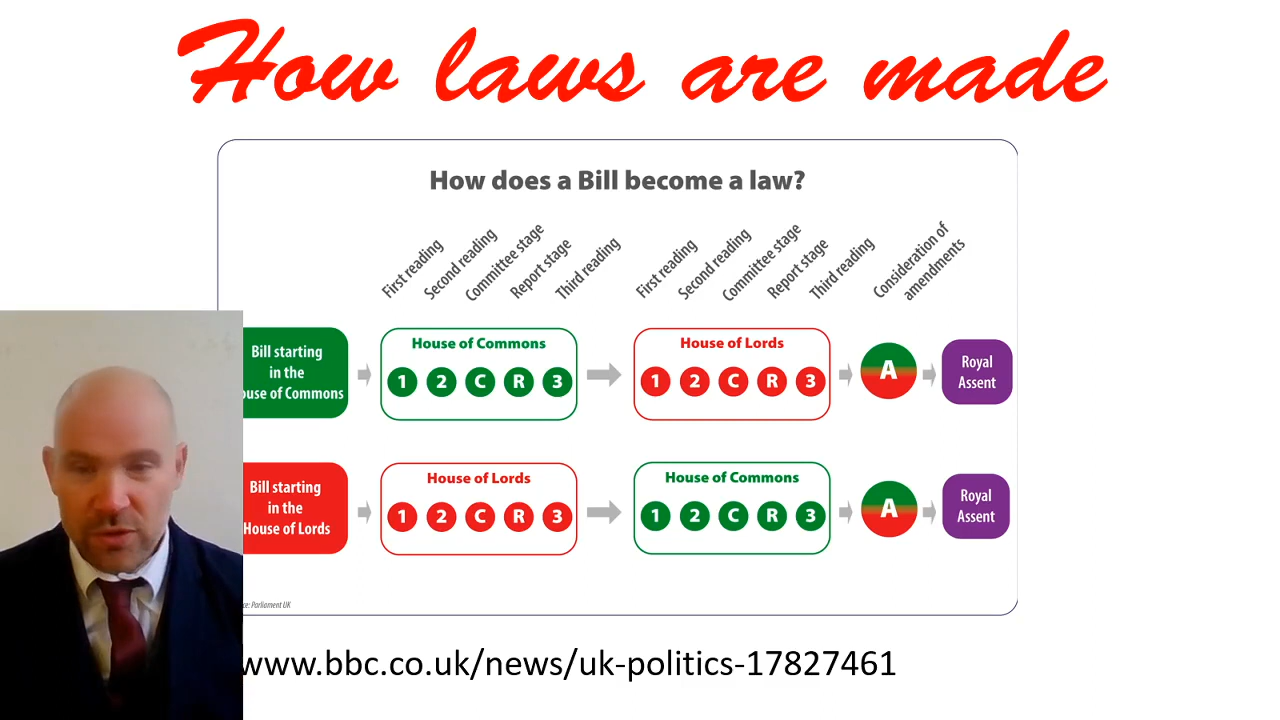 How laws are made
How does a Bill become a law?
First reading
Second reading
Committee stage
Report stage
Third reading
First reading
Second reading
Committee stage
Report stage
Third reading
Consideration of
amendments
Bill starting
in the
ouse of Commons
House of Commons
1 2 C R 3
House of Lords
1 2 C R 3
A
Royal
Assent
Bill starting
in the
House of Lords
House of Lords
1 2 C R 3
House of Commons
1 2 C R 3
A
Royal
Assent
ce: Parliament UK
www.bbc.co.uk/news/uk-politics-17827461